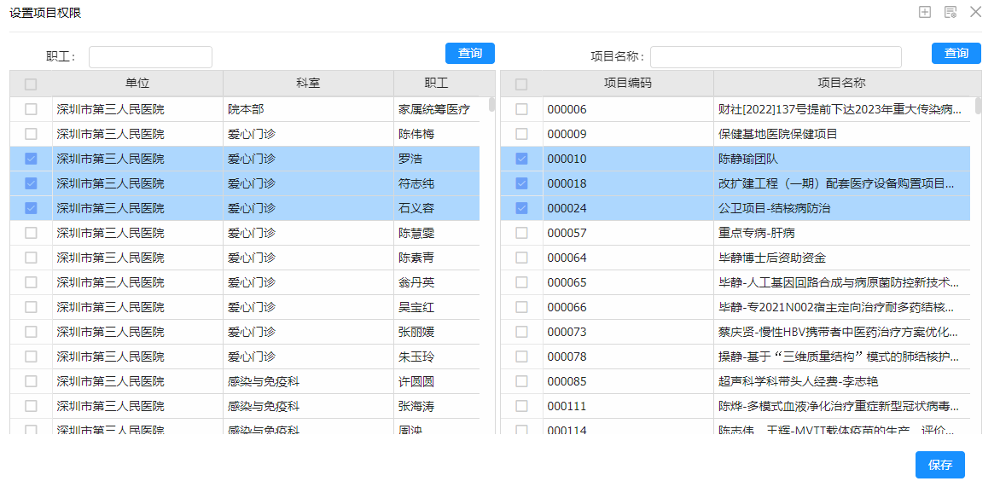 设置项目权限
职工： 查询 项目名称： 查询
单位 科室 职工 项目编码 项目名称
深圳市第三人民医院 院本部 家属统筹医疗 000006 财社[2022]137号提前下达2023年重大传染病...
深圳市第三人民医院 爱心门诊 陈伟梅 000009 保健基地医院保健项目
深圳市第三人民医院 爱心门诊 罗浩 000010 陈静瑜团队
深圳市第三人民医院 爱心门诊 符志纯 000018 改扩建工程（一期）配套医疗设备购置项目...
深圳市第三人民医院 爱心门诊 石义容 000024 公卫项目-结核病防治
深圳市第三人民医院 爱心门诊 陈慧雯 000057 重点专病-肝病
深圳市第三人民医院 爱心门诊 陈素青 000064 毕静博士后资助资金
深圳市第三人民医院 爱心门诊 翁丹英 000065 毕静-人工基因回路合成与病原菌防控新技术...
深圳市第三人民医院 爱心门诊 吴宝红 000066 毕静-专2021N002宿主定向治疗耐多药结核...
深圳市第三人民医院 爱心门诊 张丽媛 000073 蔡庆贤-慢性HBV携带者中医药治疗方案优化...
深圳市第三人民医院 爱心门诊 朱玉玲 000078 操静-基于“三维质量结构”模式的肺结核护...
深圳市第三人民医院 感染与免疫科 许圆圆 000085 超声科学科带头人经费-李志艳
深圳市第三人民医院 感染与免疫科 张海涛 000111 陈烨-多模式血液净化治疗重症新型冠状病毒...
深圳市第三人民医院 感染与免疫科 周泱 000114 陈志伟、王辉-MVTT载体疫苗的生产、评价...
保存